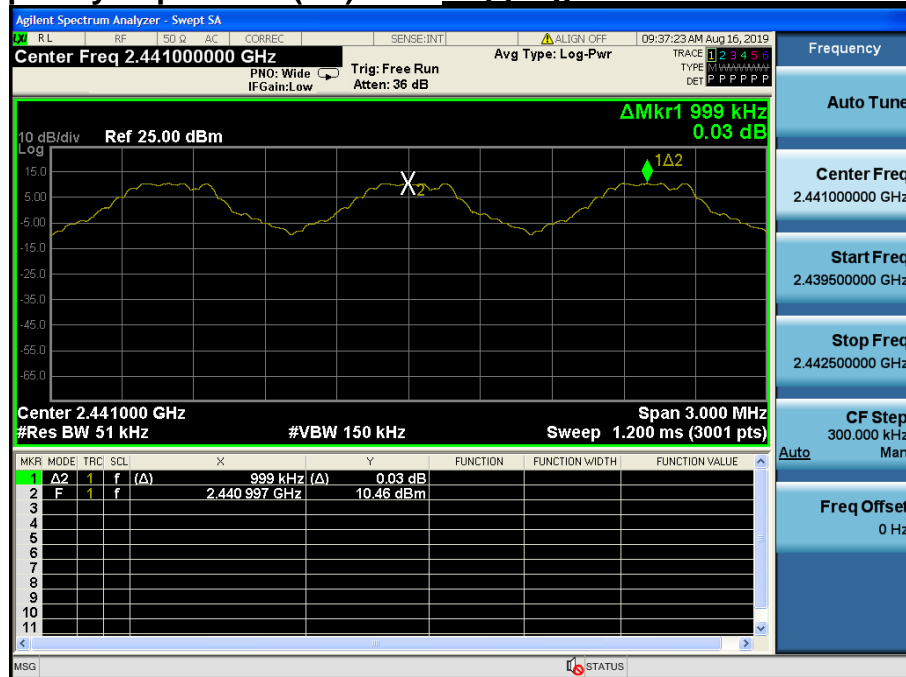 Agilent Spectrum Analyzer - Swept SA
LXI RL RF 50 Ω AC CORREC SENSE:INT ALIGN OFF 09:37:23 AM Aug 16, 2019
Center Freq 2.441000000 GHz
PNO: Wide
IFGain:Low
Trig: Free Run
Atten: 36 dB
Avg Type: Log-Pwr
TRACE 1 2 3 4 5 6
TYPE M W W W W W
DET P P P P P P
ΔMkr1 999 kHz
0.03 dB
10 dB/div Ref 25.00 dBm
Log
1Δ2
15.0
X2
5.00
-5.00
-15.0
-25.0
-35.0
-45.0
-55.0
-65.0
Center 2.441000 GHz Span 3.000 MHz
#Res BW 51 kHz #VBW 150 kHz Sweep 1.200 ms (3001 pts)
MKR MODE TRC SCL X Y FUNCTION FUNCTION WIDTH FUNCTION VALUE
1 Δ2 1 f (Δ) 999 kHz (Δ) 0.03 dB
2 F 1 f 2.440 997 GHz 10.46 dBm
3
4
5
6
7
8
9
10
11
MSG STATUS
Frequency
Auto Tune
Center Freq
2.441000000 GHz
Start Freq
2.439500000 GHz
Stop Freq
2.442500000 GHz
CF Step
300.000 kHz
Auto Man
Freq Offset
0 Hz